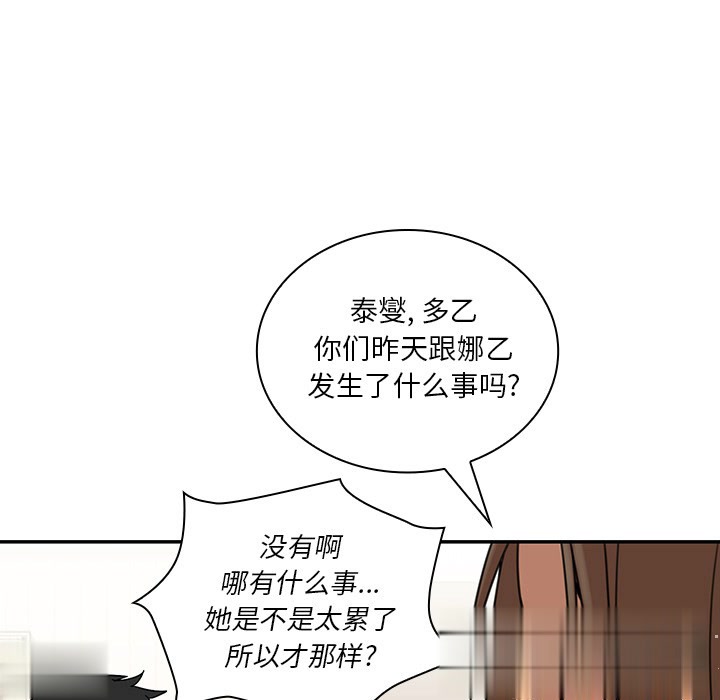 泰燮, 多乙
你们昨天跟娜乙
发生了什么事吗?
没有啊
哪有什么事...
她是不是太累了
所以才那样?